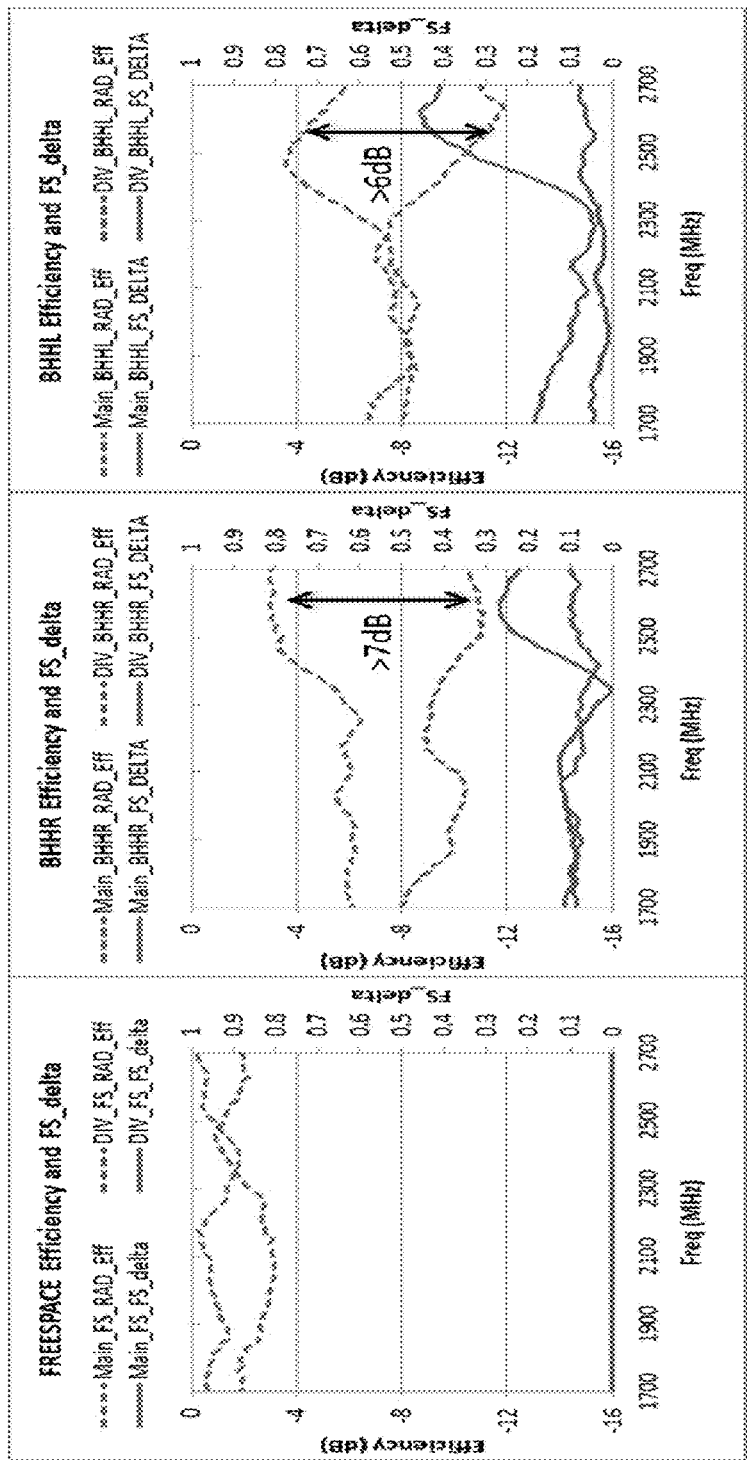 FREESPACE Efficiency and FS_delta
Main_FS_RAD_Eff DIV_FS_RAD_Eff
Main_FS_FS_delta DIV_FS_FS_delta
Efficiency (dB)
0
-4
-8
-12
-16
FS_delta
1
0.9
0.8
0.7
0.6
0.5
0.4
0.3
0.2
0.1
0
1700 1900 2100 2300 2500 2700
Freq (MHz)
BHHR Efficiency and FS_delta
Main_BHHR_RAD_Eff DIV_BHHR_RAD_Eff
Main_BHHR_FS_DELTA DIV_BHHR_FS_DELTA
Efficiency (dB)
0
-4
-8
-12
-16
>7dB
FS_delta
1
0.9
0.8
0.7
0.6
0.5
0.4
0.3
0.2
0.1
0
1700 1900 2100 2300 2500 2700
Freq (MHz)
BHHL Efficiency and FS_delta
Main_BHHL_RAD_Eff DIV_BHHL_RAD_Eff
Main_BHHL_FS_DELTA DIV_BHHL_FS_DELTA
Efficiency (dB)
0
-4
-8
-12
-16
>6dB
FS_delta
1
0.9
0.8
0.7
0.6
0.5
0.4
0.3
0.2
0.1
0
1700 1900 2100 2300 2500 2700
Freq (MHz)